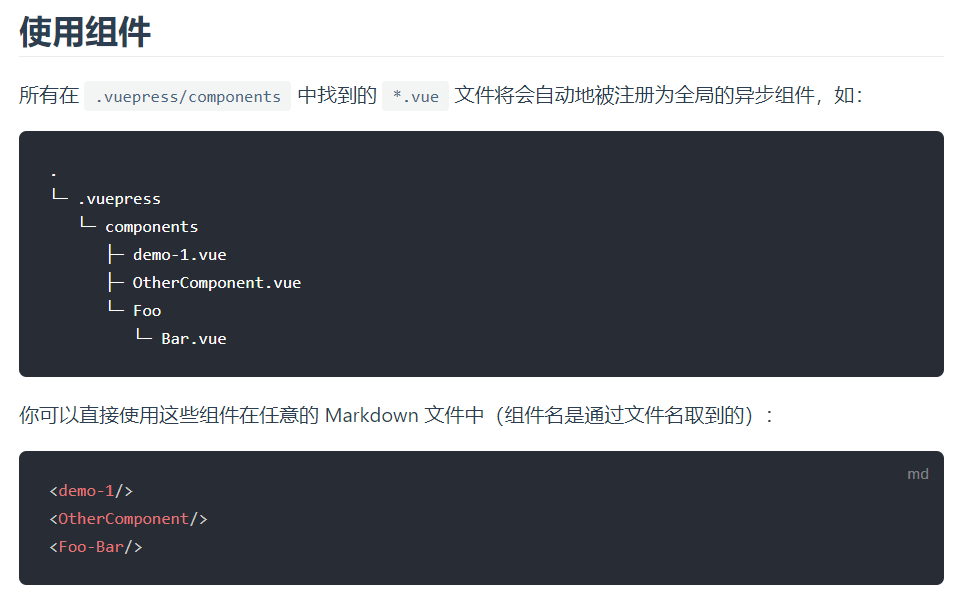 使用组件
所有在 .vuepress/components 中找到的 *.vue 文件将会自动地被注册为全局的异步组件，如：
.
└─ .vuepress
   └─ components
      ├─ demo-1.vue
      ├─ OtherComponent.vue
      └─ Foo
         └─ Bar.vue
你可以直接使用这些组件在任意的 Markdown 文件中（组件名是通过文件名取到的）：
md
<demo-1/>
<OtherComponent/>
<Foo-Bar/>